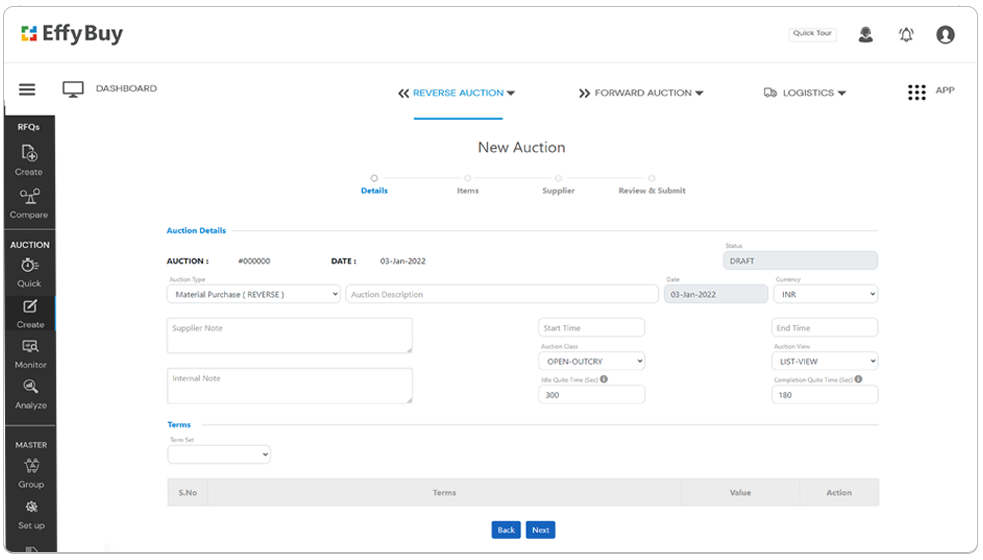 EffyBuy
Quick Tour
DASHBOARD
REVERSE AUCTION
FORWARD AUCTION
LOGISTICS
APP
RFQs
Create
Compare
AUCTION
Quick
Create
Monitor
Analyze
MASTER
Group
Set up
New Auction
Details Items Supplier Review & Submit
Auction Details
Status
AUCTION : #000000 DATE : 03-Jan-2022 DRAFT
Auction Type Date Currency
Material Purchase ( REVERSE ) Auction Description 03-Jan-2022 INR
Supplier Note Start Time End Time
Auction Class Auction View
OPEN-OUTCRY LIST-VIEW
Internal Note Idle Quite Time (Sec) Completion Quite Time (Sec)
300 180
Terms
Term Set
S.No Terms Value Action
Back Next